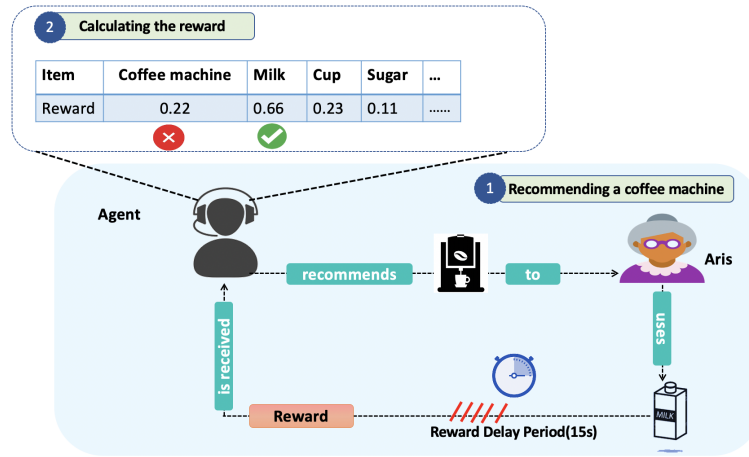 2 Calculating the reward
Item Coffee machine Milk Cup Sugar ...
Reward 0.22 0.66 0.23 0.11 ......
1 Recommending a coffee machine
Agent
Aris
recommends
to
uses
is received
MILK
Reward
Reward Delay Period(15s)